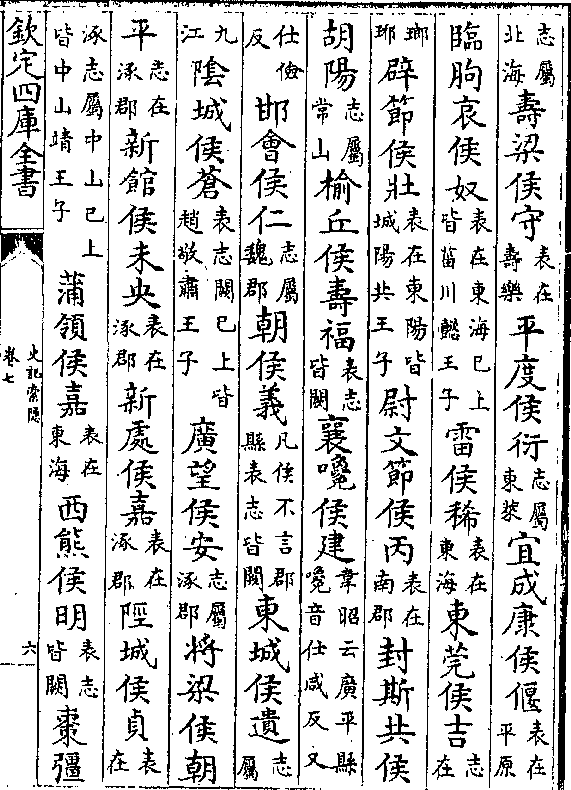 志屬北海壽梁侯守表在壽樂平度侯衍志屬東萊宜成康侯偃表在平原
臨朐哀侯奴表在東海已上皆菑川懿王子雷侯稀表在東海東莞侯吉志在
瑯琊辟節侯壯表在東陽皆城陽共王子尉文節侯丙表在南郡封斯共侯
胡陽志屬常山榆丘侯壽福表志皆闕襄嚵侯建韋昭云廣平縣嚵音仕咸反又
仕儉反邯會侯仁志屬魏郡朝侯義凡侯不言郡縣表志皆闕東城侯遺志屬
九江陰城侯蒼表志闕已上皆趙敬肅王子廣望侯安志屬涿郡將梁侯朝
平志在涿郡新館侯未央表在涿郡新處侯嘉表在涿郡陘城侯貞表在
涿志屬中山已上皆中山靖王子蒲領侯嘉表在東海西熊侯明表志皆闕棗彊
欽定四庫全書
史記索隱
卷七
六